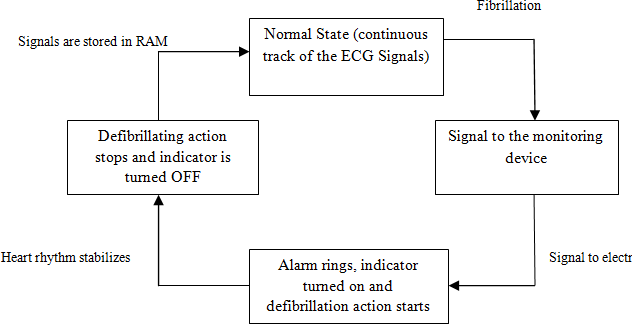 Fibrillation
Signals are stored in RAM
Normal State (continuous
track of the ECG Signals)
Defibrillating action
stops and indicator is
turned OFF
Signal to the monitoring
device
Heart rhythm stabilizes
Signal to electr
Alarm rings, indicator
turned on and
defibrillation action starts